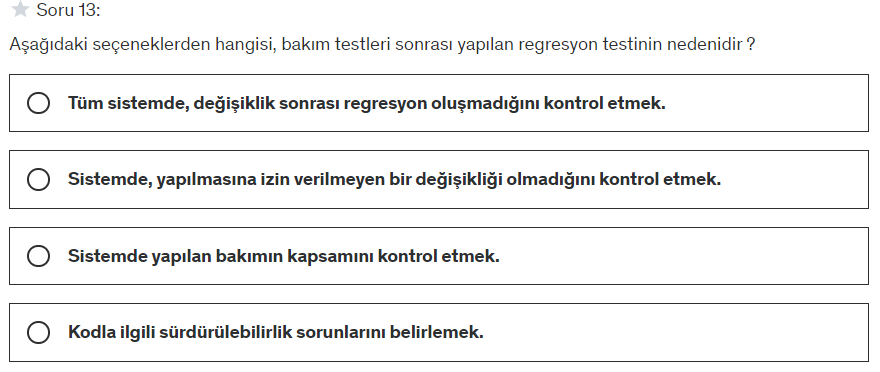 Soru 13:
Aşağıdaki seçeneklerden hangisi, bakım testleri sonrası yapılan regresyon testinin nedenidir ?
Tüm sistemde, değişiklik sonrası regresyon oluşmadığını kontrol etmek.
Sistemde, yapılmasına izin verilmeyen bir değişikliği olmadığını kontrol etmek.
Sistemde yapılan bakımın kapsamını kontrol etmek.
Kodla ilgili sürdürülebilirlik sorunlarını belirlemek.